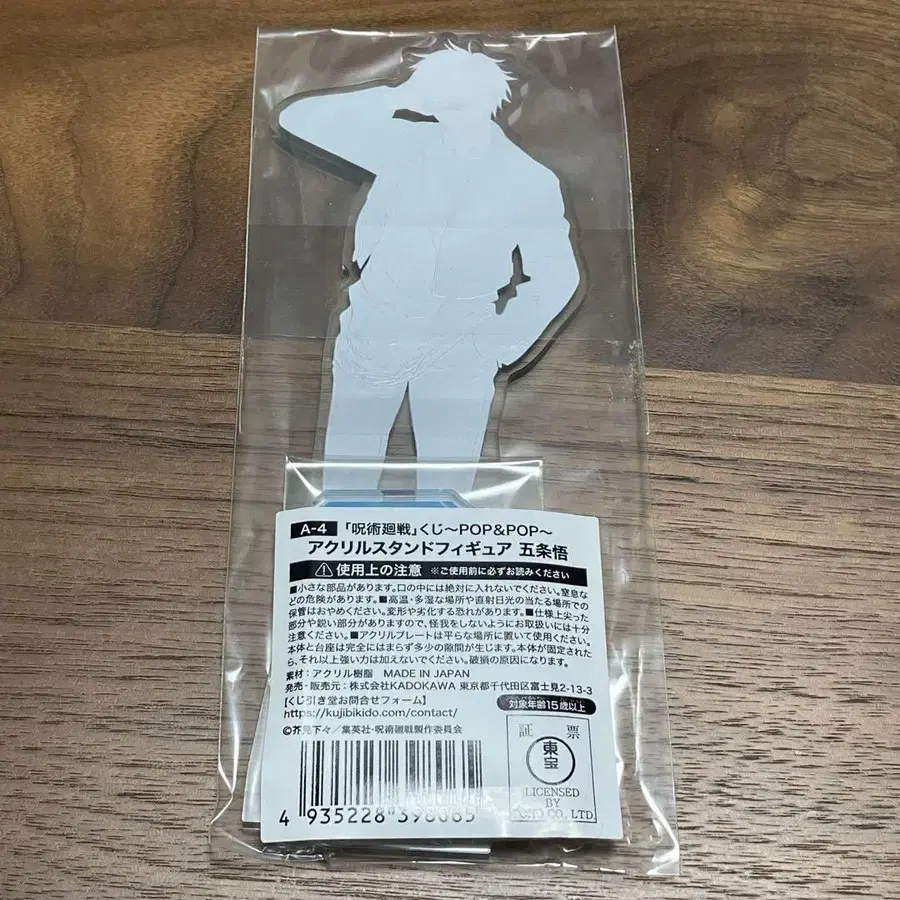 A-4 「呪術廻戦」くじ～POP&POP～
アクリルスタンドフィギュア 五条悟
⚠使用上の注意 ※ご使用前に必ずお読みください
■小さな部品があります。口の中には絶対に入れないでください。窒息な
どの危険があります。■高温・多湿な場所や直射日光の当たる場所での
保管はおやめください。変形や劣化する恐れがあります。■仕様上尖った
部分や鋭い部分がありますので、怪我をしないようにお取扱いには十分
注意ください。■アクリルプレートは平らな場所に置いて使用ください。
本体と台座は完全にはまらず多少の隙間が生じます。本体が固定された
ら、それ以上強い力は加えないでください。破損の原因になります。
素材：アクリル樹脂 MADE IN JAPAN
発売・販売元：株式会社KADOKAWA 東京都千代田区富士見2-13-3
【くじ引き堂お問合せフォーム】
https://kujibikido.com/contact/
対象年齢15歳以上
©芥見下々／集英社・呪術廻戦製作委員会
4 935228 398065
証 票
東宝
LICENSED
BY
TOHO CO., LTD.